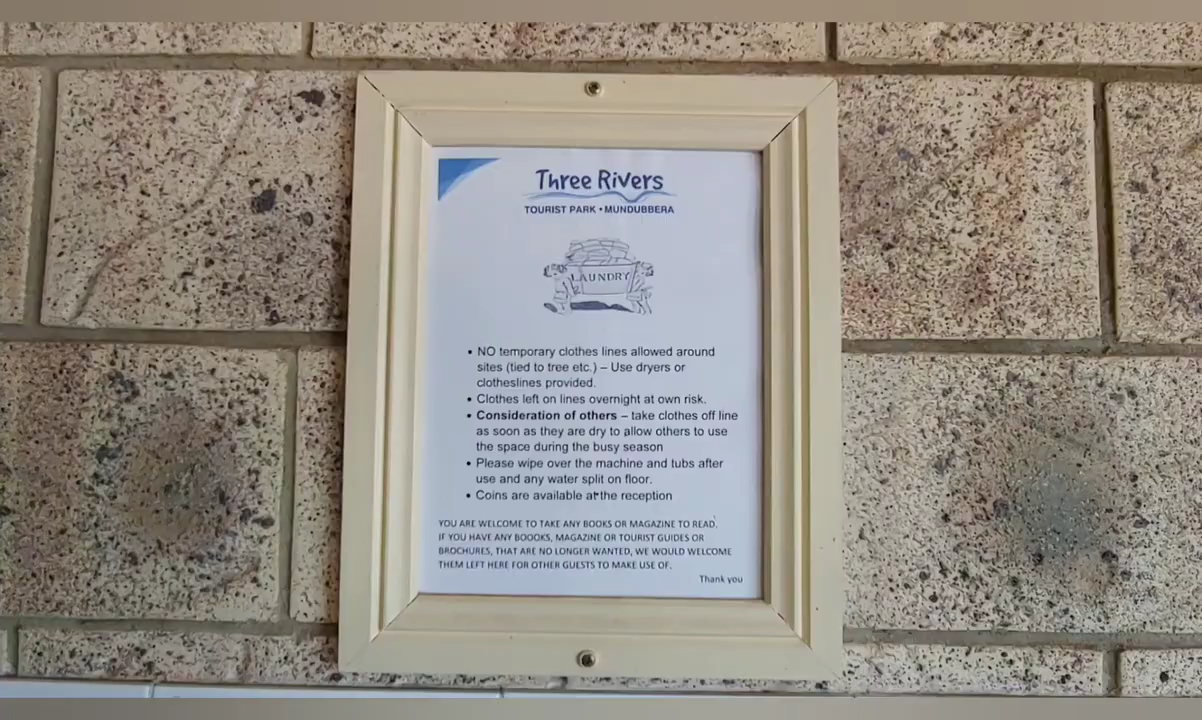 Three Rivers
TOURIST PARK • MUNDUBBERA
LAUNDRY
• NO temporary clothes lines allowed around
sites (tied to tree etc.) – Use dryers or
clotheslines provided.
• Clothes left on lines overnight at own risk.
• Consideration of others – take clothes off line
as soon as they are dry to allow others to use
the space during the busy season
• Please wipe over the machine and tubs after
use and any water split on floor.
• Coins are available at the reception
YOU ARE WELCOME TO TAKE ANY BOOKS OR MAGAZINE TO READ.
IF YOU HAVE ANY BOOOKS, MAGAZINE OR TOURIST GUIDES OR
BROCHURES, THAT ARE NO LONGER WANTED, WE WOULD WELCOME
THEM LEFT HERE FOR OTHER GUESTS TO MAKE USE OF.
Thank you